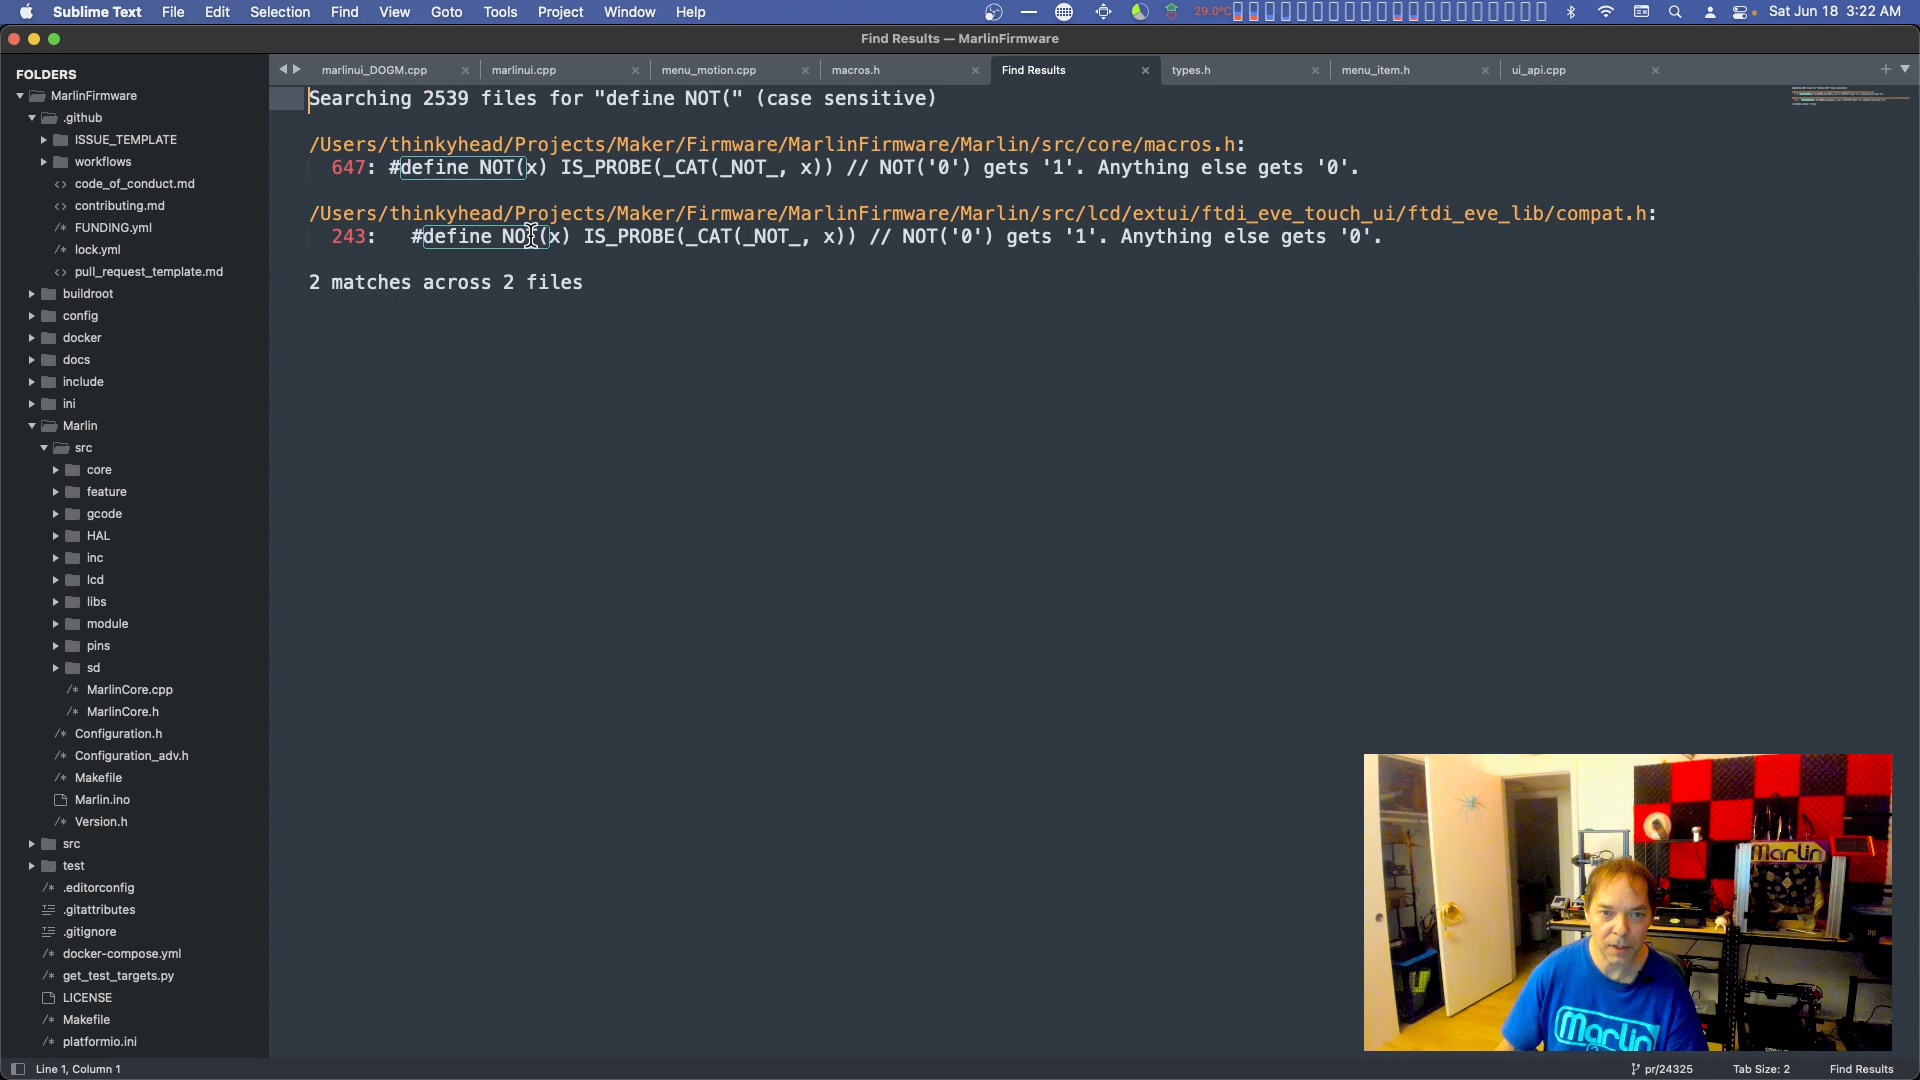 Sublime Text File Edit Selection Find View Goto Tools Project Window Help
29.0°C
Sat Jun 18 3:22 AM
Find Results — MarlinFirmware
FOLDERS
MarlinFirmware
.github
ISSUE_TEMPLATE
workflows
code_of_conduct.md
contributing.md
FUNDING.yml
lock.yml
pull_request_template.md
buildroot
config
docker
docs
include
ini
Marlin
src
core
feature
gcode
HAL
inc
lcd
libs
module
pins
sd
MarlinCore.cpp
MarlinCore.h
Configuration.h
Configuration_adv.h
Makefile
Marlin.ino
Version.h
src
test
.editorconfig
.gitattributes
.gitignore
docker-compose.yml
get_test_targets.py
LICENSE
Makefile
platformio.ini
marlinui_DOGM.cpp marlinui.cpp menu_motion.cpp macros.h Find Results types.h menu_item.h ui_api.cpp
Searching 2539 files for "define NOT(" (case sensitive)
/Users/thinkyhead/Projects/Maker/Firmware/MarlinFirmware/Marlin/src/core/macros.h:
647: #define NOT(x) IS_PROBE(_CAT(_NOT_, x)) // NOT('0') gets '1'. Anything else gets '0'.
/Users/thinkyhead/Projects/Maker/Firmware/MarlinFirmware/Marlin/src/lcd/extui/ftdi_eve_touch_ui/ftdi_eve_lib/compat.h:
243: #define NOT(x) IS_PROBE(_CAT(_NOT_, x)) // NOT('0') gets '1'. Anything else gets '0'.
2 matches across 2 files
Marlin
Marlin
Line 1, Column 1
pr/24325
Tab Size: 2
Find Results